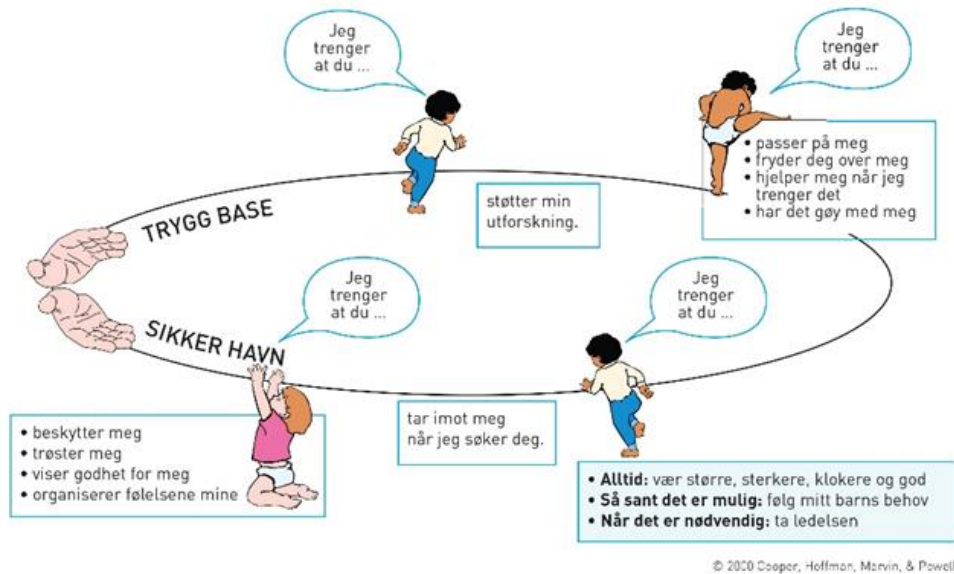 Jeg
trenger
at du ...
Jeg
trenger
at du ...
• passer på meg
• fryder deg over meg
• hjelper meg når jeg
trenger det
• har det gøy med meg
støtter min
utforskning.
TRYGG BASE
SIKKER HAVN
Jeg
trenger
at du ...
Jeg
trenger
at du ...
• beskytter meg
• trøster meg
• viser godhet for meg
• organiserer følelsene mine
tar imot meg
når jeg søker deg.
• Alltid: vær større, sterkere, klokere og god
• Så sant det er mulig: følg mitt barns behov
• Når det er nødvendig: ta ledelsen
© 2000 Cooper, Hoffman, Marvin, & Powell